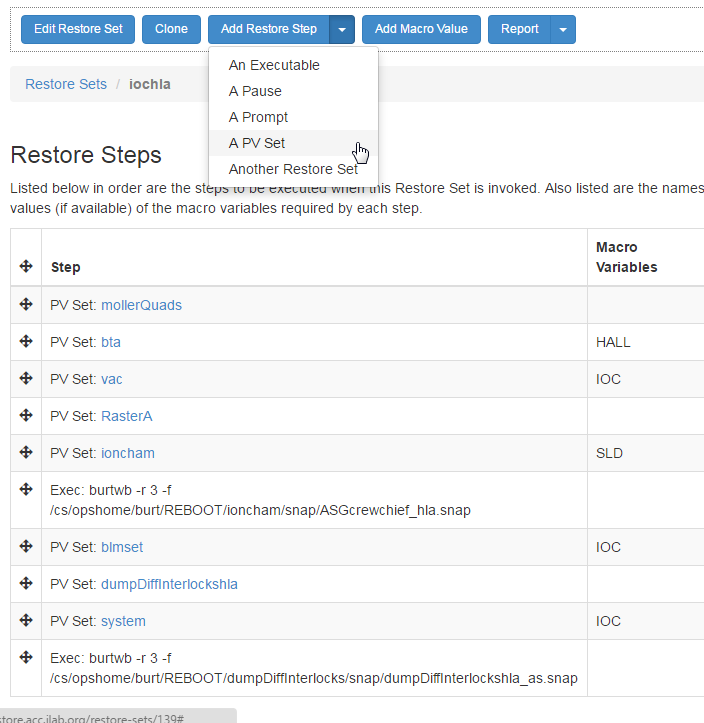 Edit Restore Set Clone Add Restore Step Add Macro Value Report
An Executable
Restore Sets / iochla
A Pause
A Prompt
A PV Set
Restore Steps
Another Restore Set
Listed below in order are the steps to be executed when this Restore Set is invoked. Also listed are the names
values (if available) of the macro variables required by each step.
Step Macro Variables
PV Set: mollerQuads
PV Set: bta HALL
PV Set: vac IOC
PV Set: RasterA
PV Set: ioncham SLD
Exec: burtwb -r 3 -f
/cs/opshome/burt/REBOOT/ioncham/snap/ASGcrewchief_hla.snap
PV Set: blmset IOC
PV Set: dumpDiffInterlockshla
PV Set: system IOC
Exec: burtwb -r 3 -f
/cs/opshome/burt/REBOOT/dumpDiffInterlocks/snap/dumpDiffInterlockshla_as.snap
store.acc.jlab.org/restore-sets/139#